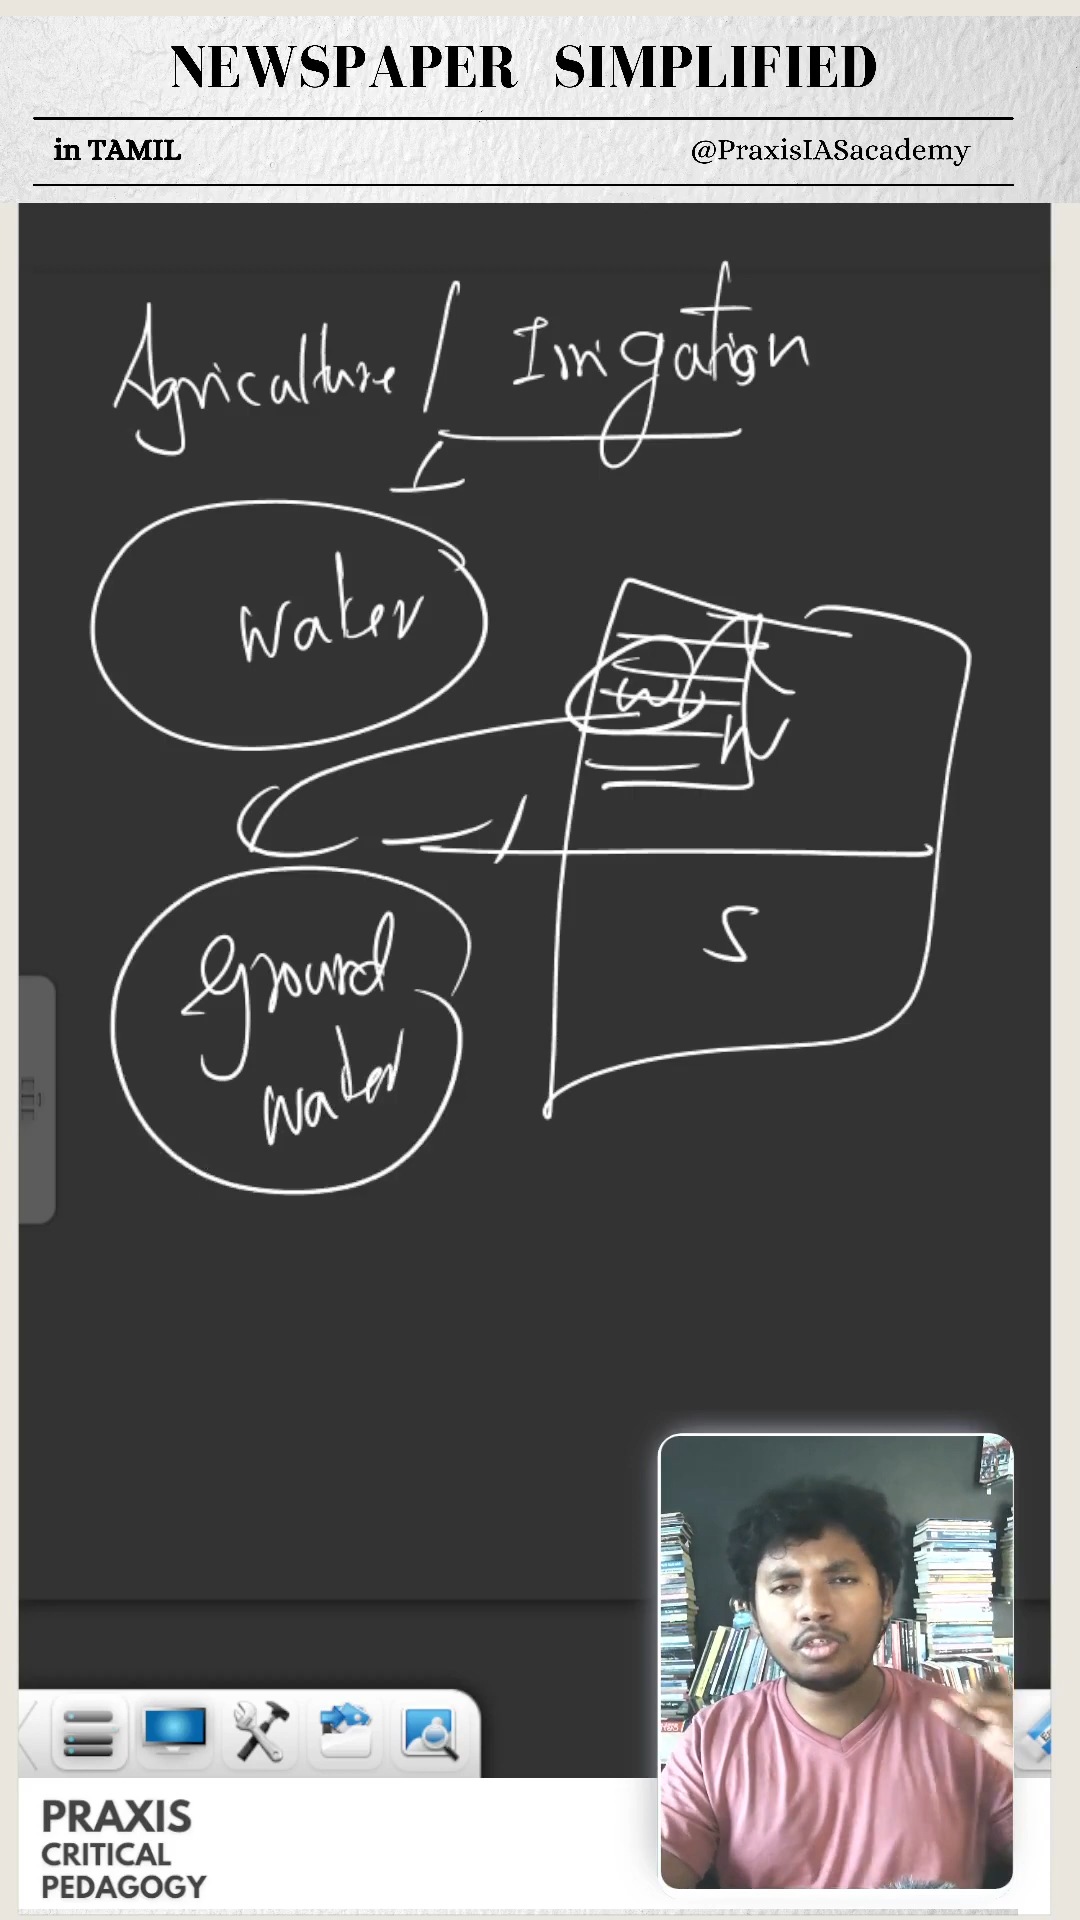 NEWSPAPER SIMPLIFIED
in TAMIL
@PraxisIASacademy
Agriculture / Irrigation
water
N
S
Ground
water
PRAXIS
CRITICAL
PEDAGOGY